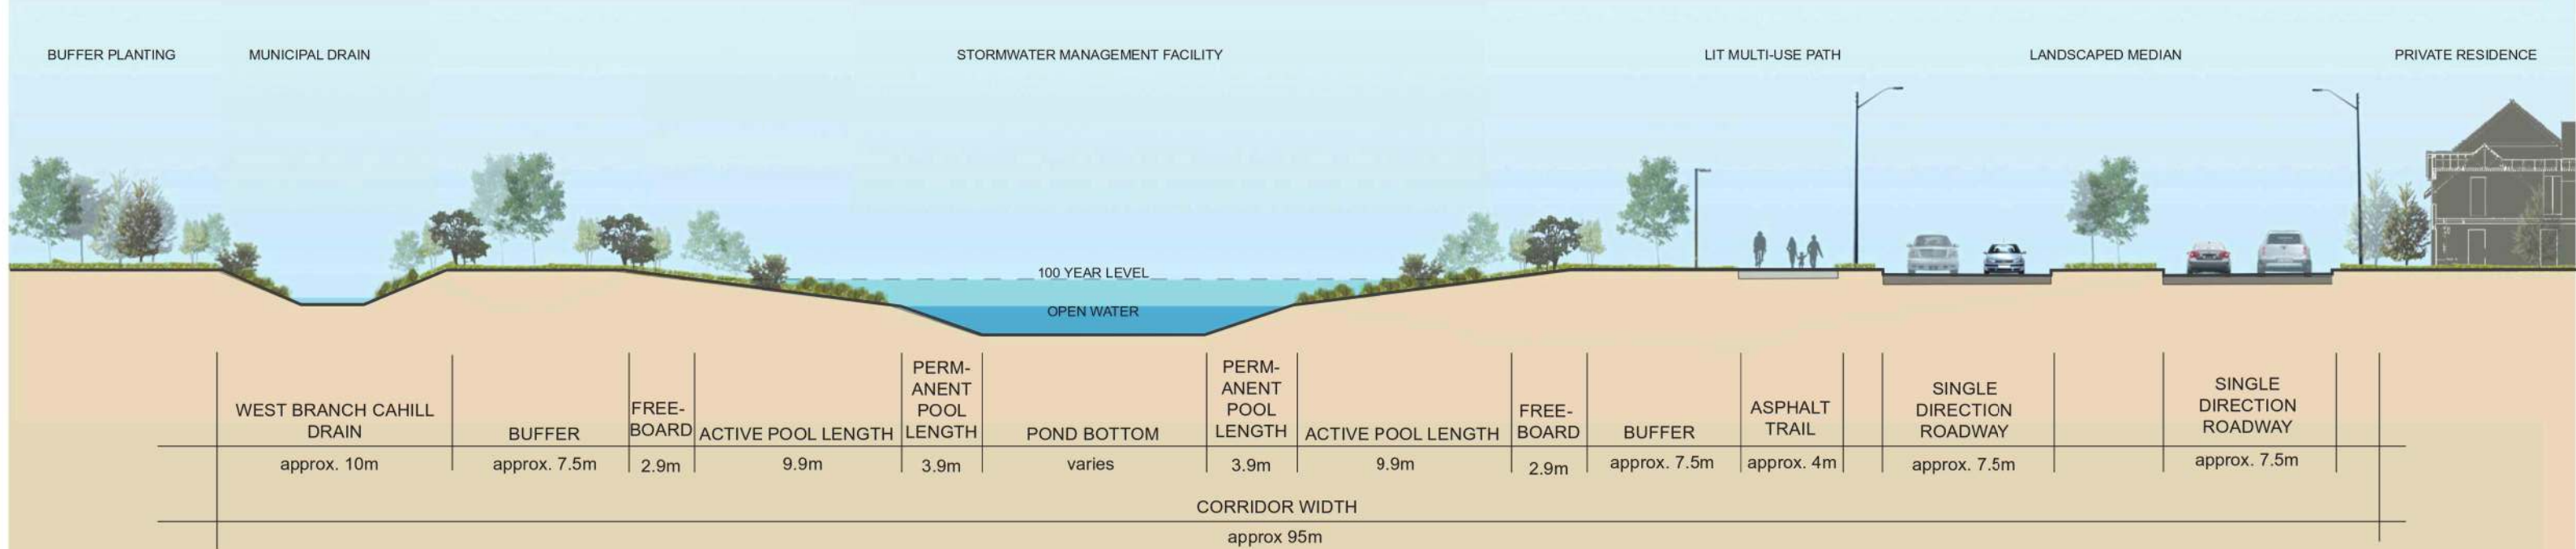 BUFFER PLANTING
MUNICIPAL DRAIN
STORMWATER MANAGEMENT FACILITY
LIT MULTI-USE PATH
LANDSCAPED MEDIAN
PRIVATE RESIDENCE
100 YEAR LEVEL
OPEN WATER
WEST BRANCH CAHILL
DRAIN
BUFFER
FREE-
BOARD
ACTIVE POOL LENGTH
PERM-
ANENT
POOL
LENGTH
POND BOTTOM
PERM-
ANENT
POOL
LENGTH
ACTIVE POOL LENGTH
FREE-
BOARD
BUFFER
ASPHALT
TRAIL
SINGLE
DIRECTION
ROADWAY
SINGLE
DIRECTION
ROADWAY
approx. 10m
approx. 7.5m
2.9m
9.9m
3.9m
varies
3.9m
9.9m
2.9m
approx. 7.5m
approx. 4m
approx. 7.5m
approx. 7.5m
CORRIDOR WIDTH
approx 95m